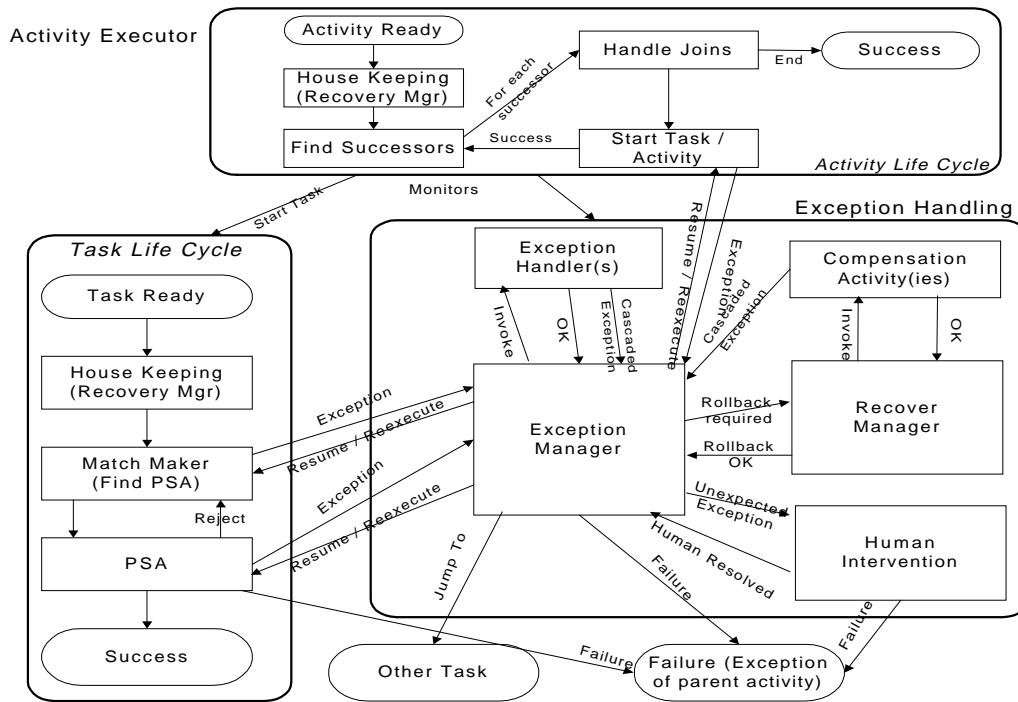 Activity Executor
Activity Ready
House Keeping
(Recovery Mgr)
Find Successors
For each
successor
Handle Joins
End
Success
Success
Start Task /
Activity
Activity Life Cycle
Start Task
Monitors
Exception Handling
Task Life Cycle
Task Ready
House Keeping
(Recovery Mgr)
Match Maker
(Find PSA)
Reject
PSA
Success
Exception
Resume / Reexecute
Exception
Resume / Reexecute
Exception
Handler(s)
Invoke
OK
Cascaded
Exception
Resume / Reexecute
Exception
Cascaded
Exception
Compensation
Activity(ies)
Invoke
OK
Exception
Manager
Rollback
required
Rollback
OK
Recover
Manager
Unexpected
Exception
Human Resolved
Human
Intervention
Jump To
Failure
Failure
Failure
Other Task
Failure (Exception
of parent activity)